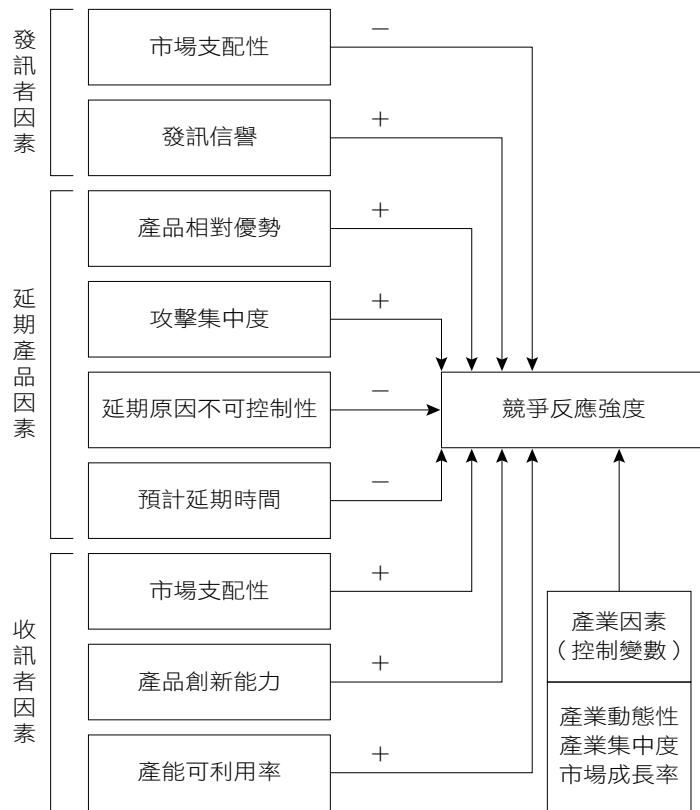 發訊者因素
市場支配性
－
發訊信譽
＋
延期產品因素
產品相對優勢
＋
攻擊集中度
＋
延期原因不可控制性
－
預計延期時間
－
競爭反應強度
收訊者因素
市場支配性
＋
產品創新能力
＋
產能可利用率
＋
產業因素
（控制變數）
產業動態性
產業集中度
市場成長率